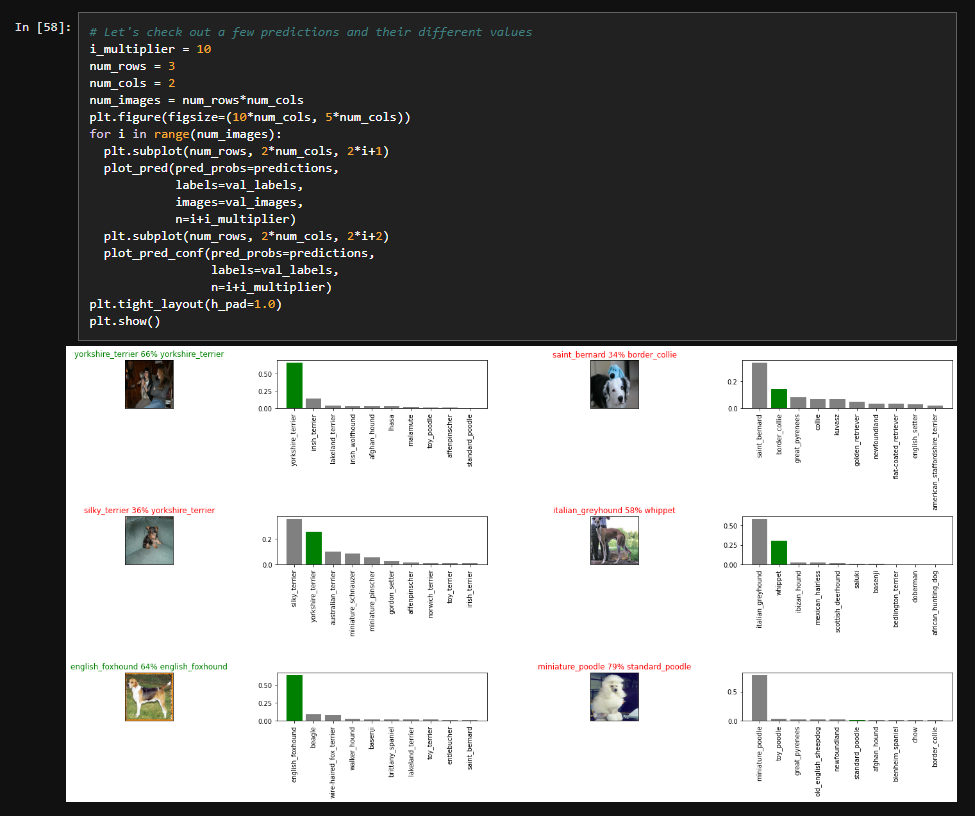 In [58]:
# Let's check out a few predictions and their different values
i_multiplier = 10
num_rows = 3
num_cols = 2
num_images = num_rows*num_cols
plt.figure(figsize=(10*num_cols, 5*num_cols))
for i in range(num_images):
  plt.subplot(num_rows, 2*num_cols, 2*i+1)
  plot_pred(pred_probs=predictions,
            labels=val_labels,
            images=val_images,
            n=i+i_multiplier)
  plt.subplot(num_rows, 2*num_cols, 2*i+2)
  plot_pred_conf(pred_probs=predictions,
                 labels=val_labels,
                 n=i+i_multiplier)
plt.tight_layout(h_pad=1.0)
plt.show()
yorkshire_terrier 66% yorkshire_terrier
0.50
0.25
0.00
yorkshire_terrier
irish_terrier
lakeland_terrier
irish_wolfhound
afghan_hound
lhasa
malamute
toy_poodle
affenpinscher
standard_poodle
saint_bernard 34% border_collie
0.2
0.0
saint_bernard
border_collie
great_pyrenees
collie
kuvasz
golden_retriever
newfoundland
flat-coated_retriever
english_setter
american_staffordshire_terrier
silky_terrier 36% yorkshire_terrier
0.2
0.0
silky_terrier
yorkshire_terrier
australian_terrier
miniature_schnauzer
miniature_pinscher
gordon_setter
affenpinscher
norwich_terrier
toy_terrier
irish_terrier
italian_greyhound 58% whippet
0.50
0.25
0.00
italian_greyhound
whippet
ibizan_hound
mexican_hairless
scottish_deerhound
saluki
basenji
bedlington_terrier
doberman
african_hunting_dog
english_foxhound 64% english_foxhound
0.50
0.25
0.00
english_foxhound
beagle
wire-haired_fox_terrier
walker_hound
basenji
brittany_spaniel
lakeland_terrier
toy_terrier
entlebucher
saint_bernard
miniature_poodle 79% standard_poodle
0.5
0.0
miniature_poodle
toy_poodle
great_pyrenees
old_english_sheepdog
newfoundland
standard_poodle
afghan_hound
blenheim_spaniel
chow
border_collie